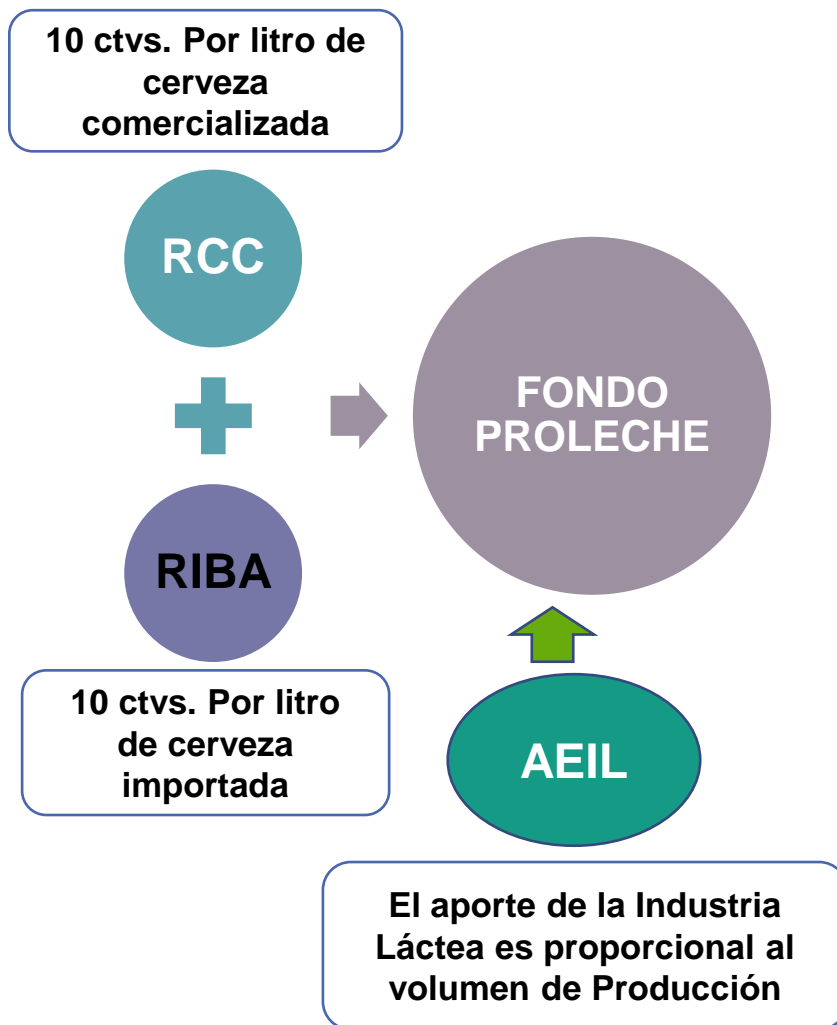 10 ctvs. Por litro de
cerveza
comercializada
RCC
FONDO
PROLECHE
RIBA
10 ctvs. Por litro
de cerveza
importada
AEIL
El aporte de la Industria
Láctea es proporcional al
volumen de Producción